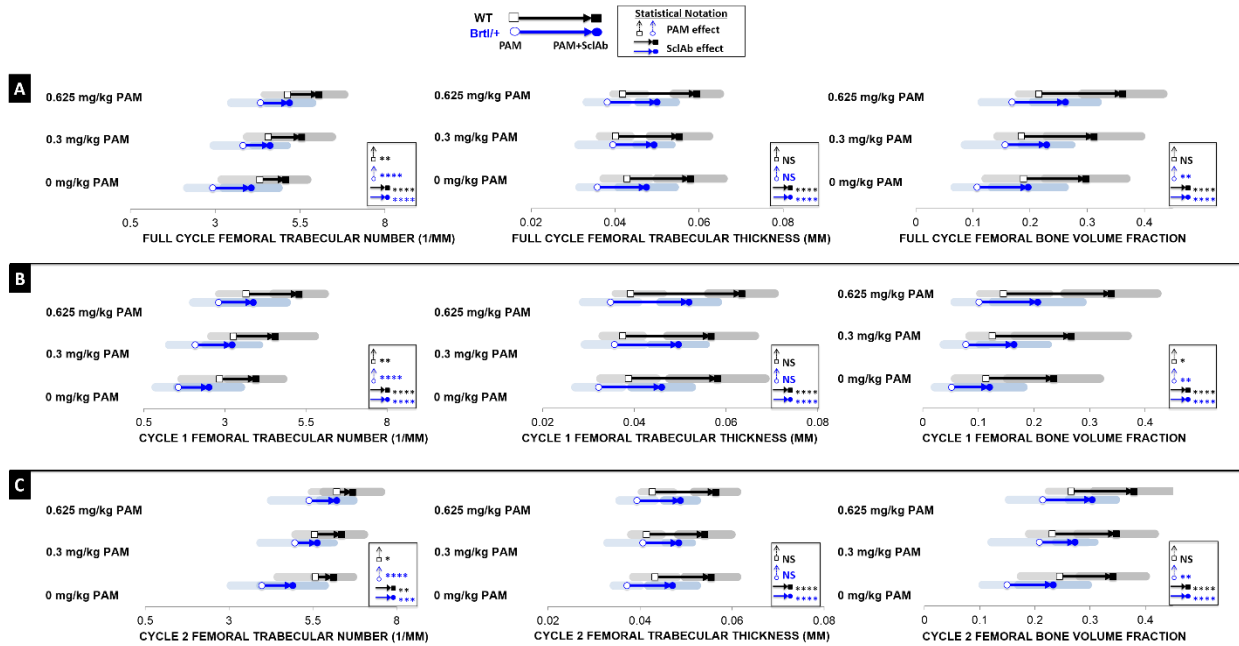 WT
Brtl/+
PAM PAM+SclAb
Statistical Notation
PAM effect
SclAb effect
A
0.625 mg/kg PAM
0.3 mg/kg PAM
0 mg/kg PAM
**
****
****
****
0.5 3 5.5 8
FULL CYCLE FEMORAL TRABECULAR NUMBER (1/MM)
0.625 mg/kg PAM
0.3 mg/kg PAM
0 mg/kg PAM
NS
NS
****
****
0.02 0.04 0.06 0.08
FULL CYCLE FEMORAL TRABECULAR THICKNESS (MM)
0.625 mg/kg PAM
0.3 mg/kg PAM
0 mg/kg PAM
NS
**
****
****
0 0.1 0.2 0.3 0.4
FULL CYCLE FEMORAL BONE VOLUME FRACTION
B
0.625 mg/kg PAM
0.3 mg/kg PAM
0 mg/kg PAM
**
****
****
****
0.5 3 5.5 8
CYCLE 1 FEMORAL TRABECULAR NUMBER (1/MM)
0.625 mg/kg PAM
0.3 mg/kg PAM
0 mg/kg PAM
NS
NS
****
****
0.02 0.04 0.06 0.08
CYCLE 1 FEMORAL TRABECULAR THICKNESS (MM)
0.625 mg/kg PAM
0.3 mg/kg PAM
0 mg/kg PAM
*
**
****
****
0 0.1 0.2 0.3 0.4
CYCLE 1 FEMORAL BONE VOLUME FRACTION
C
0.625 mg/kg PAM
0.3 mg/kg PAM
0 mg/kg PAM
*
****
**
***
0.5 3 5.5 8
CYCLE 2 FEMORAL TRABECULAR NUMBER (1/MM)
0.625 mg/kg PAM
0.3 mg/kg PAM
0 mg/kg PAM
NS
NS
****
****
0.02 0.04 0.06 0.08
CYCLE 2 FEMORAL TRABECULAR THICKNESS (MM)
0.625 mg/kg PAM
0.3 mg/kg PAM
0 mg/kg PAM
NS
**
****
****
0 0.1 0.2 0.3 0.4
CYCLE 2 FEMORAL BONE VOLUME FRACTION